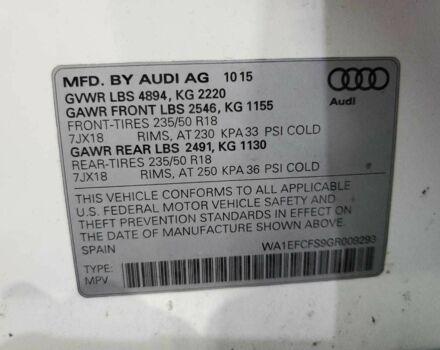 MFD. BY AUDI AG 10 15
GVWR LBS 4894, KG 2220
GAWR FRONT LBS 2546, KG 1155
FRONT-TIRES 235/50 R18
7JX18 RIMS, AT 230 KPA 33 PSI COLD
GAWR REAR LBS 2491, KG 1130
REAR-TIRES 235/50 R18
7JX18 RIMS, AT 250 KPA 36 PSI COLD
Audi
THIS VEHICLE CONFORMS TO ALL APPLICABLE
U.S. FEDERAL MOTOR VEHICLE SAFETY AND
THEFT PREVENTION STANDARDS IN EFFECT ON THE
DATE OF MANUFACTURE SHOWN ABOVE.
SPAIN WA1EFCFS9GR009293
TYPE:
MPV